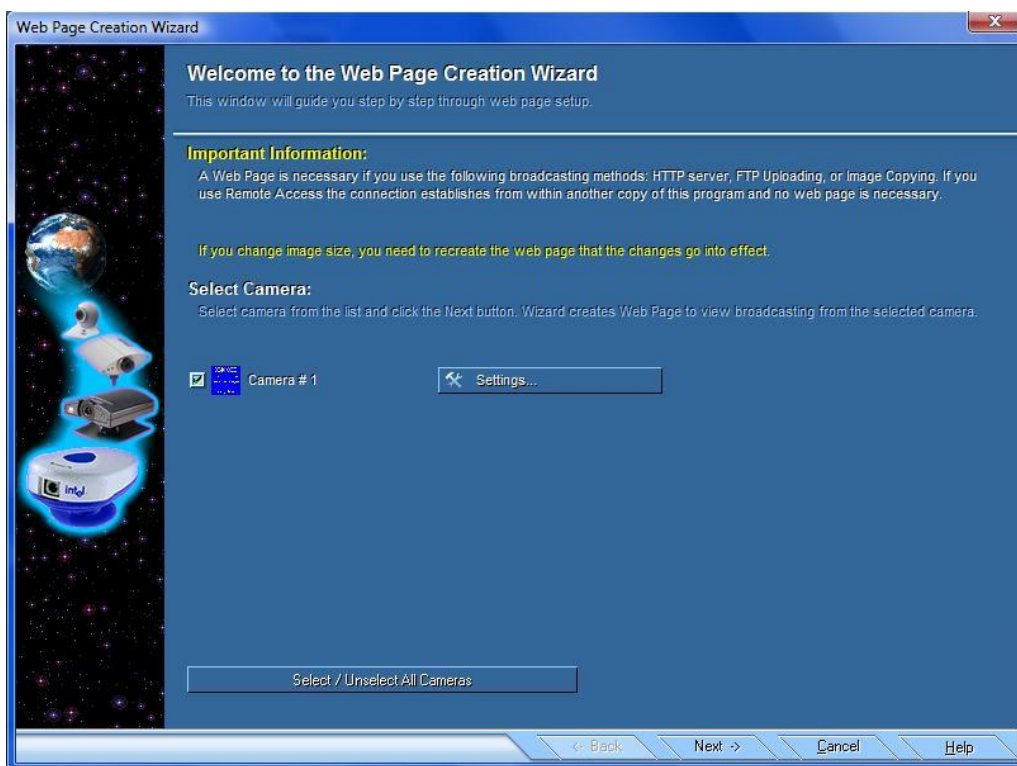 Web Page Creation Wizard
Welcome to the Web Page Creation Wizard
This window will guide you step by step through web page setup.
Important Information:
A Web Page is necessary if you use the following broadcasting methods: HTTP server, FTP Uploading, or Image Copying. If you
use Remote Access the connection establishes from within another copy of this program and no web page is necessary.
If you change image size, you need to recreate the web page that the changes go into effect.
Select Camera:
Select camera from the list and click the Next button. Wizard creates Web Page to view broadcasting from the selected camera.
Camera # 1
Settings...
intel
Select / Unselect All Cameras
<- Back
Next ->
Cancel
Help